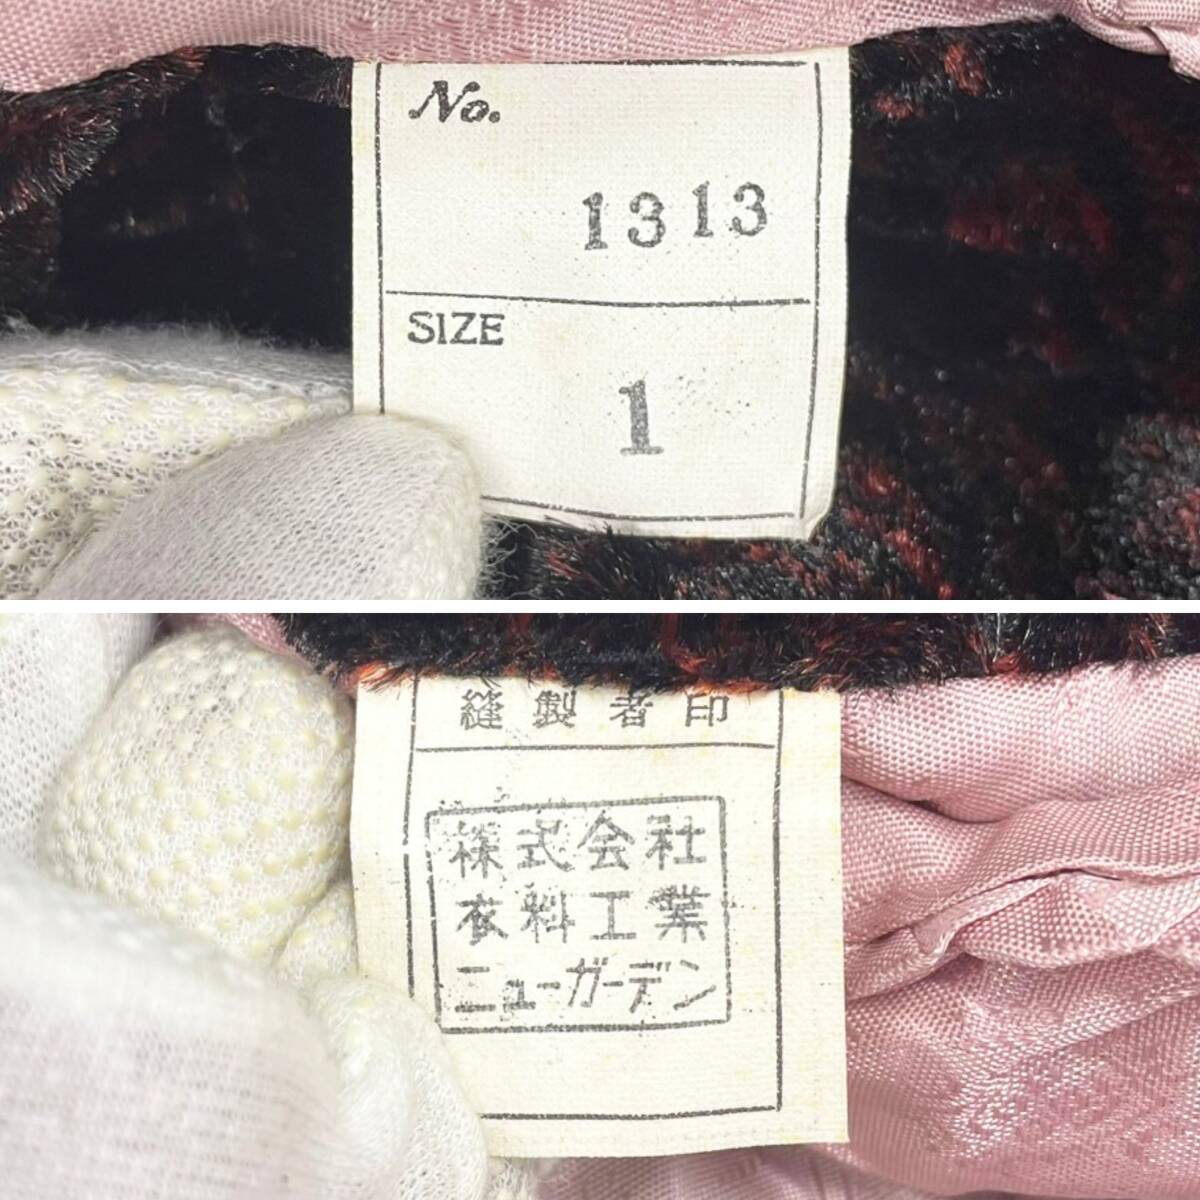 No.
1313
SIZE
1
縫製者印
株式会社
衣料工業
ニューガーデン